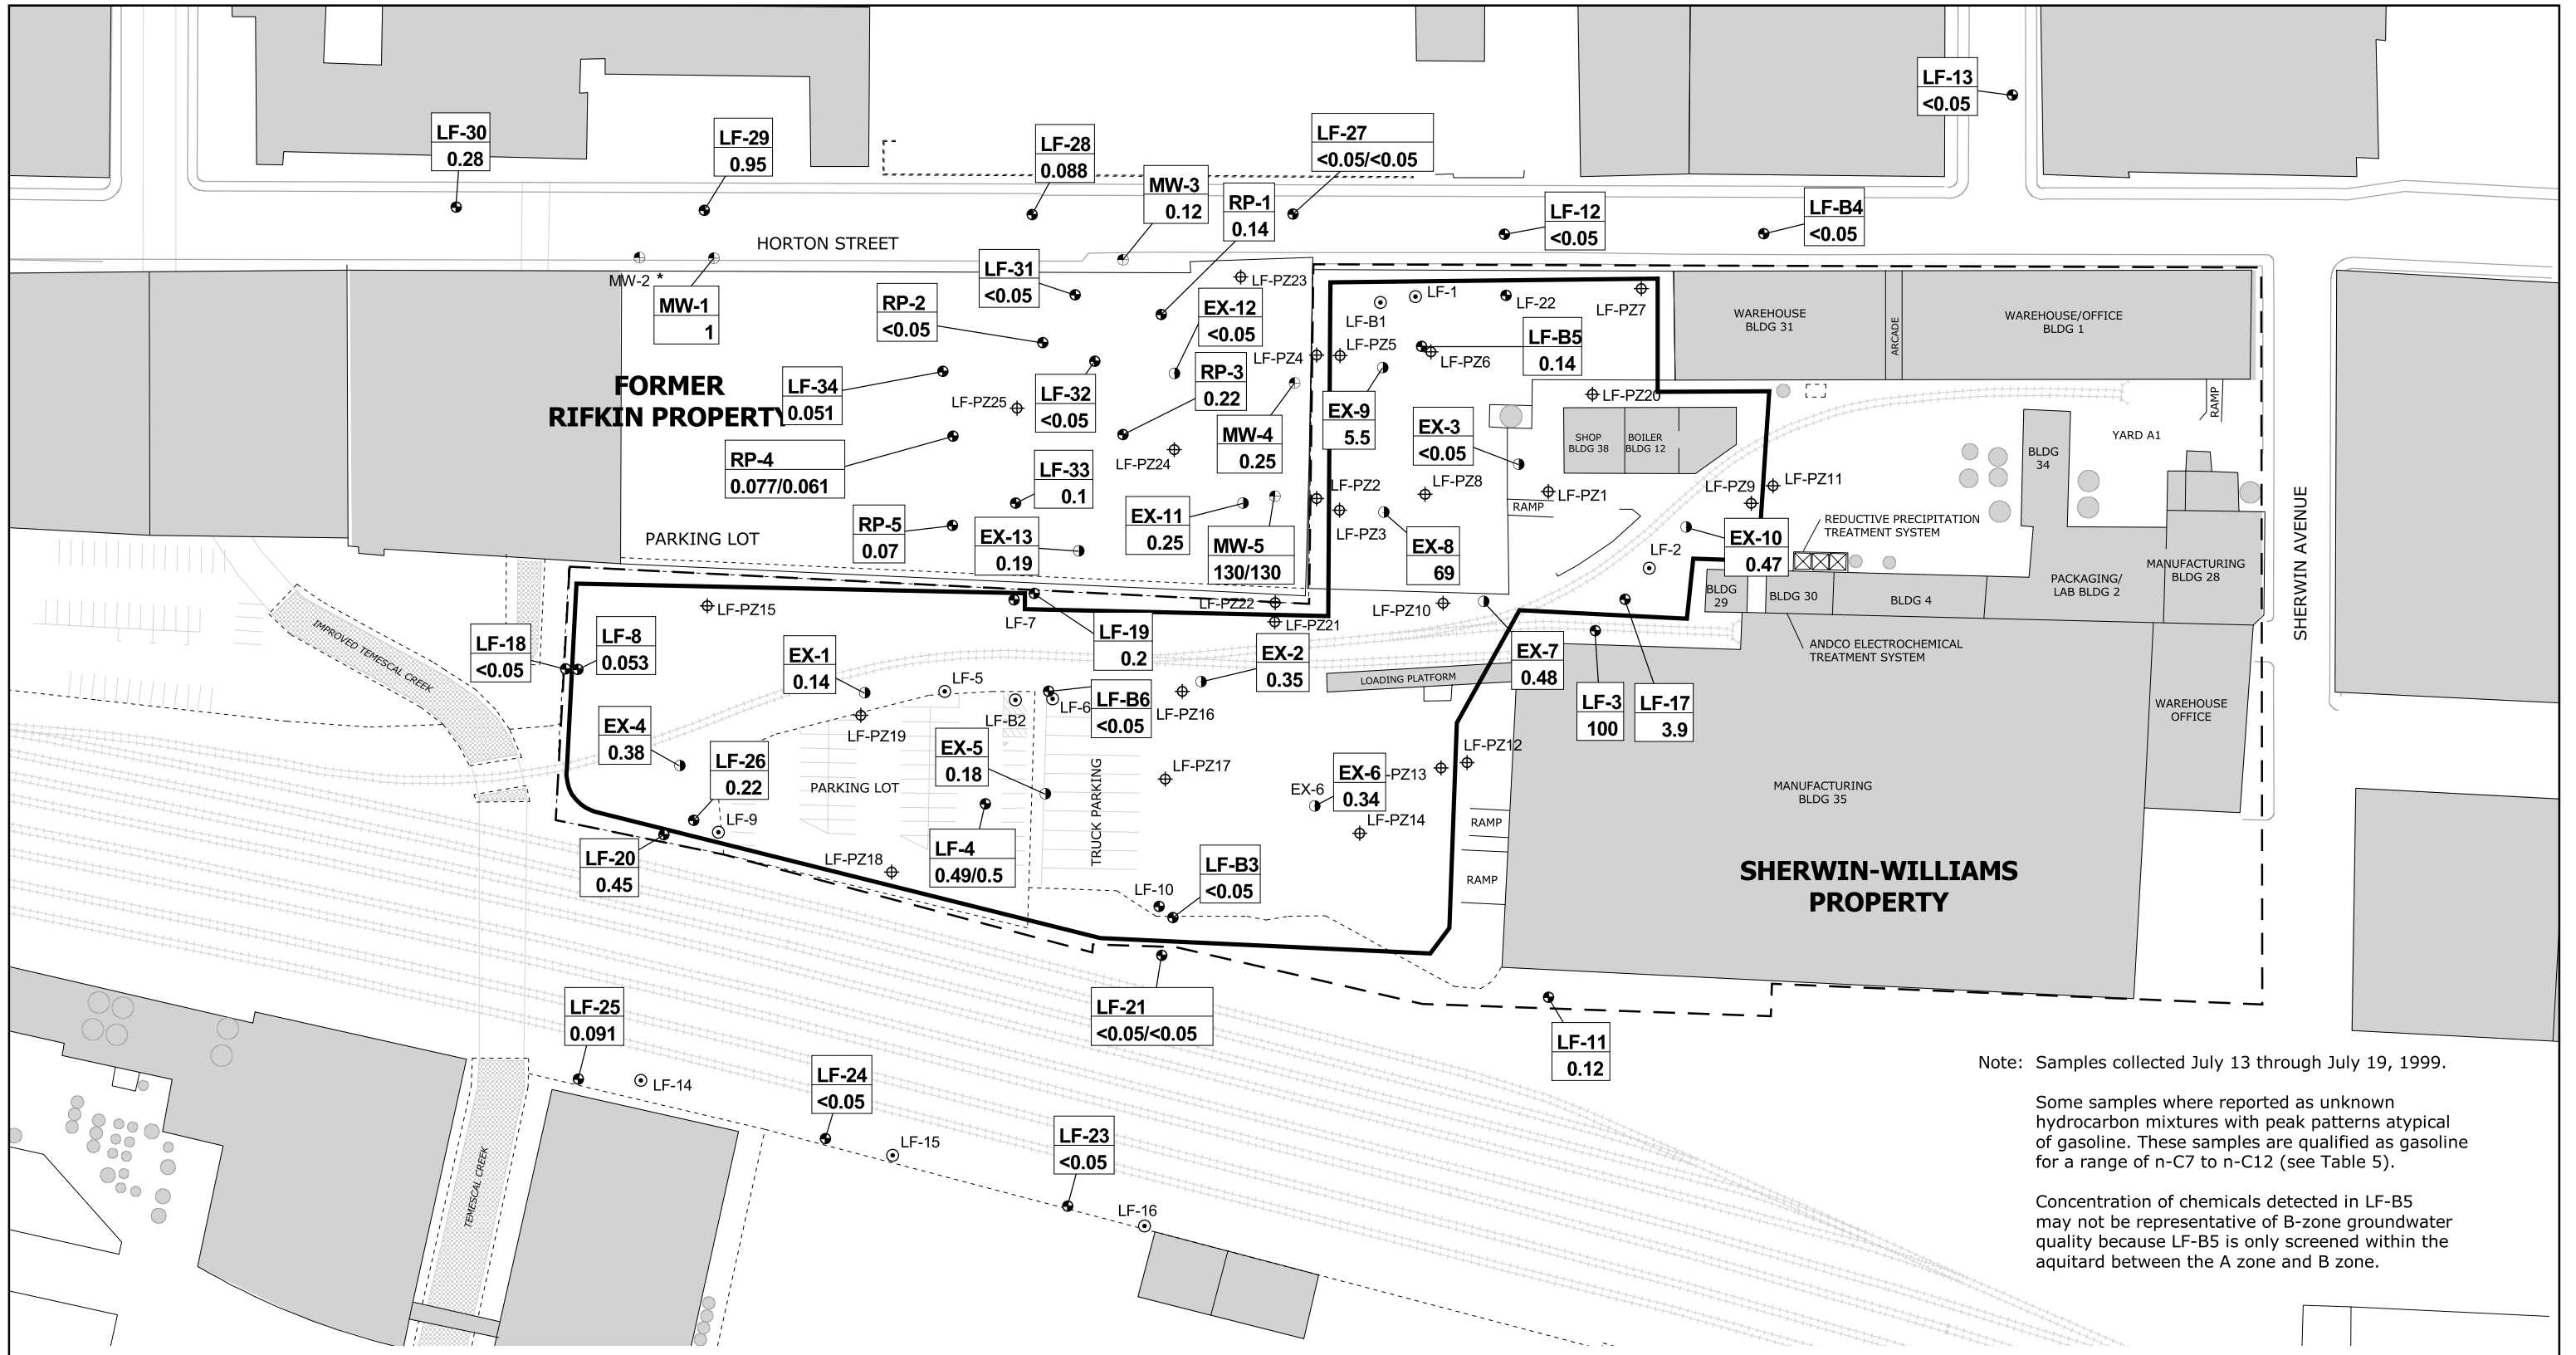 LF-13
<0.05
LF-30
0.28
LF-29
0.95
LF-28
0.088
LF-27
<0.05/<0.05
MW-3
0.12
RP-1
0.14
LF-12
<0.05
LF-B4
<0.05
HORTON STREET
MW-2 *
MW-1
1
LF-31
<0.05
RP-2
<0.05
LF-PZ23
EX-12
<0.05
LF-1
LF-B1
LF-22
LF-PZ7
LF-B5
0.14
LF-PZ4
LF-PZ5
LF-PZ6
WAREHOUSE
BLDG 31
ARCADE
WAREHOUSE/OFFICE
BLDG 1
FORMER
RIFKIN PROPERTY
LF-34
0.051
LF-PZ25
LF-32
<0.05
RP-3
0.22
MW-4
0.25
EX-9
5.5
EX-3
<0.05
LF-PZ20
SHOP
BLDG 38
BOILER
BLDG 12
RAMP
YARD A1
BLDG
34
SHERWIN AVENUE
RP-4
0.077/0.061
LF-33
0.1
LF-PZ24
LF-PZ2
LF-PZ3
LF-PZ8
LF-PZ1
RAMP
LF-PZ9
LF-PZ11
RP-5
0.07
EX-13
0.19
EX-11
0.25
MW-5
130/130
EX-8
69
LF-2
EX-10
0.47
REDUCTIVE PRECIPITATION
TREATMENT SYSTEM
PARKING LOT
PACKAGING/
LAB BLDG 2
MANUFACTURING
BLDG 28
BLDG
29
BLDG 30
BLDG 4
IMPROVED TEMESCAL CREEK
LF-PZ15
LF-7
LF-PZ22
LF-PZ21
LF-PZ10
LF-18
<0.05
LF-8
0.053
EX-1
0.14
LF-19
0.2
EX-2
0.35
EX-7
0.48
LF-3
100
LF-17
3.9
ANDCO ELECTROCHEMICAL
TREATMENT SYSTEM
LOADING PLATFORM
WAREHOUSE
OFFICE
LF-5
LF-B2
LF-6
LF-B6
<0.05
LF-PZ16
EX-4
0.38
LF-26
0.22
LF-PZ19
EX-5
0.18
PARKING LOT
TRUCK PARKING
LF-PZ17
EX-6
EX-6
0.34
-PZ13
LF-PZ12
LF-PZ14
MANUFACTURING
BLDG 35
RAMP
RAMP
LF-9
LF-20
0.45
LF-PZ18
LF-4
0.49/0.5
LF-10
LF-B3
<0.05
SHERWIN-WILLIAMS
PROPERTY
LF-25
0.091
LF-14
LF-24
<0.05
LF-15
LF-21
<0.05/<0.05
LF-11
0.12
LF-23
<0.05
LF-16
TEMESCAL CREEK
Note: Samples collected July 13 through July 19, 1999.
Some samples where reported as unknown
hydrocarbon mixtures with peak patterns atypical
of gasoline. These samples are qualified as gasoline
for a range of n-C7 to n-C12 (see Table 5).
Concentration of chemicals detected in LF-B5
may not be representative of B-zone groundwater
quality because LF-B5 is only screened within the
aquitard between the A zone and B zone.